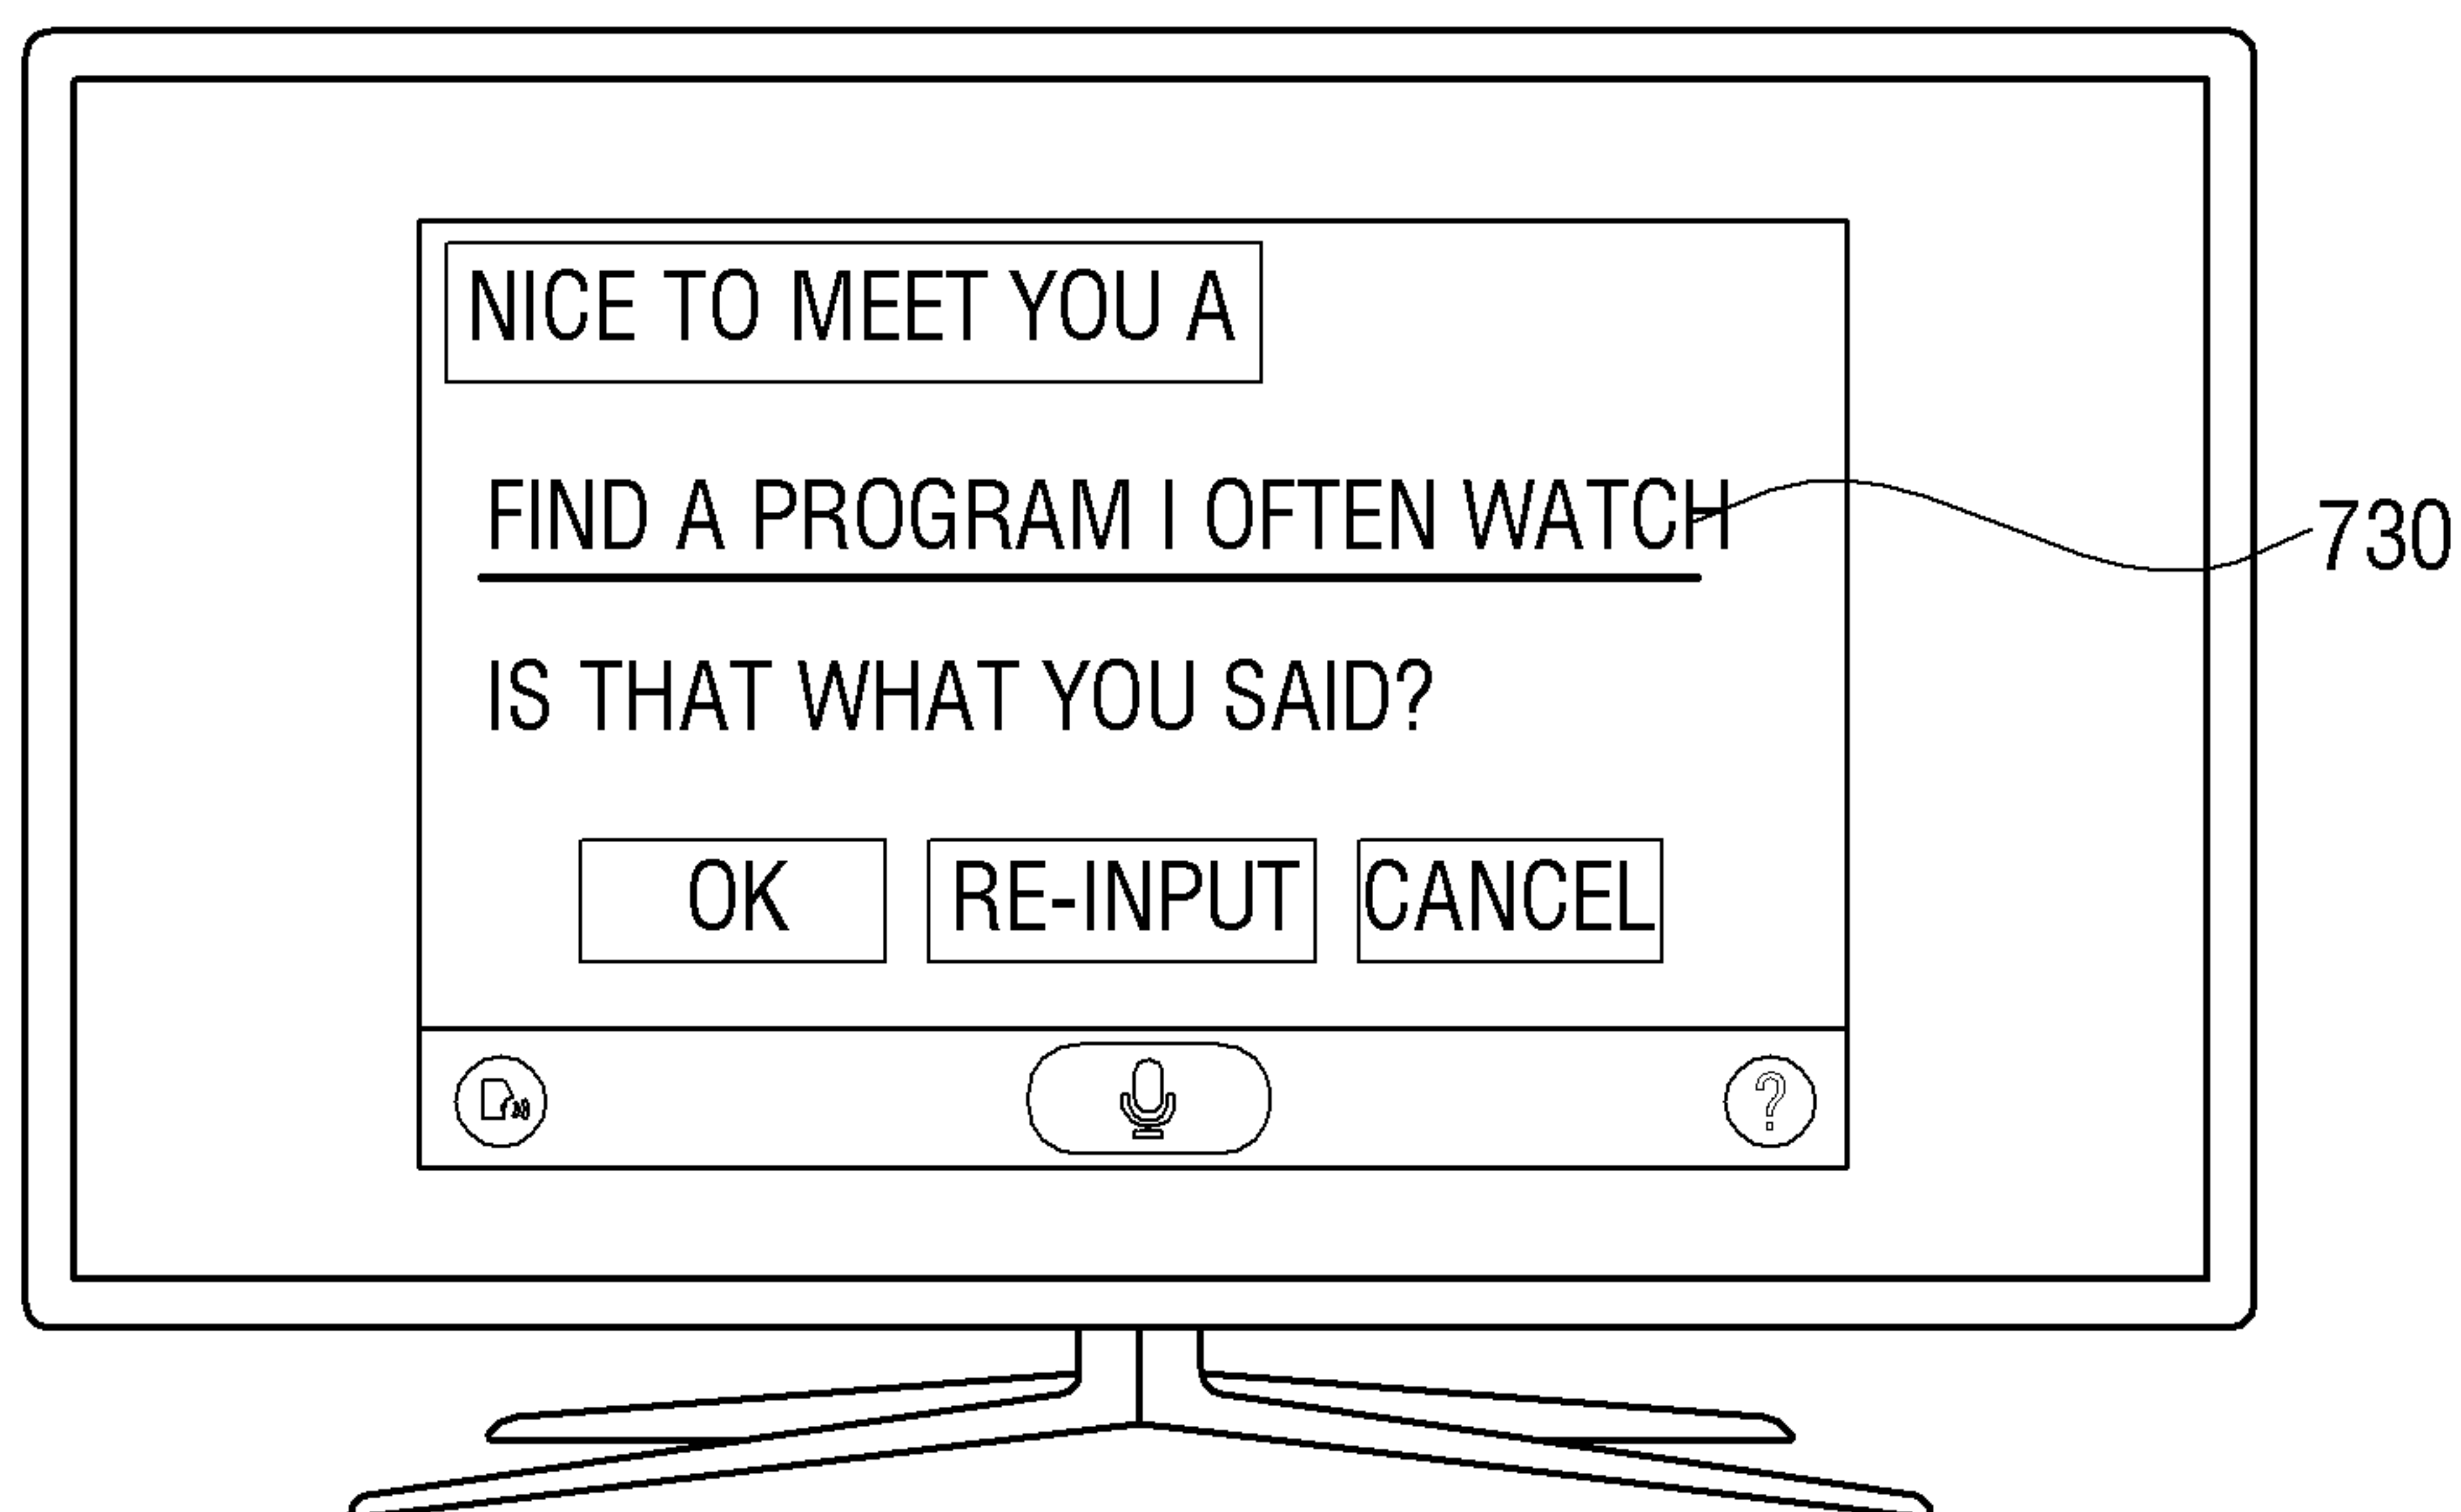 NICE TO MEET YOU A
FIND A PROGRAM I OFTEN WATCH
730
IS THAT WHAT YOU SAID?
OK RE-INPUT CANCEL
?